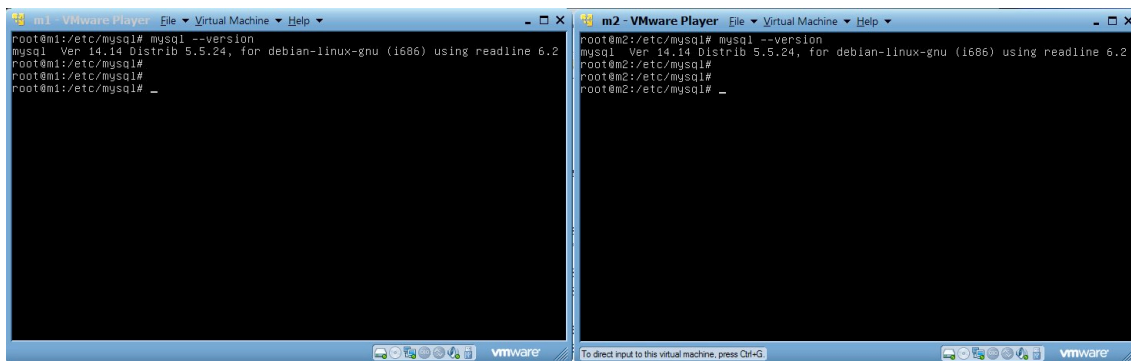 m1 - VMware Player File Virtual Machine Help
root@m1:/etc/mysql# mysql --version
mysql  Ver 14.14 Distrib 5.5.24, for debian-linux-gnu (i686) using readline 6.2
root@m1:/etc/mysql#
root@m1:/etc/mysql#
root@m1:/etc/mysql# _
vmware
m2 - VMware Player File Virtual Machine Help
root@m2:/etc/mysql# mysql --version
mysql  Ver 14.14 Distrib 5.5.24, for debian-linux-gnu (i686) using readline 6.2
root@m2:/etc/mysql#
root@m2:/etc/mysql#
root@m2:/etc/mysql# _
To direct input to this virtual machine, press Ctrl+G.
vmware